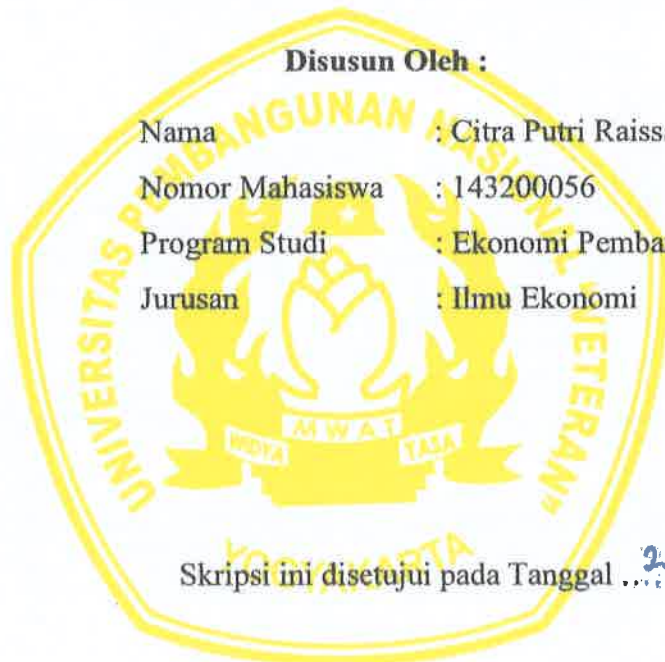 Disusun Oleh :
Nama : Citra Putri Raiss
Nomor Mahasiswa : 143200056
Program Studi : Ekonomi Pemba
Jurusan : Ilmu Ekonomi
UNIVERSITAS PEMBANGUNAN NASIONAL "VETERAN"
WIDYA MWAT YASA
YOGYAKARTA
Skripsi ini disetujui pada Tanggal ..